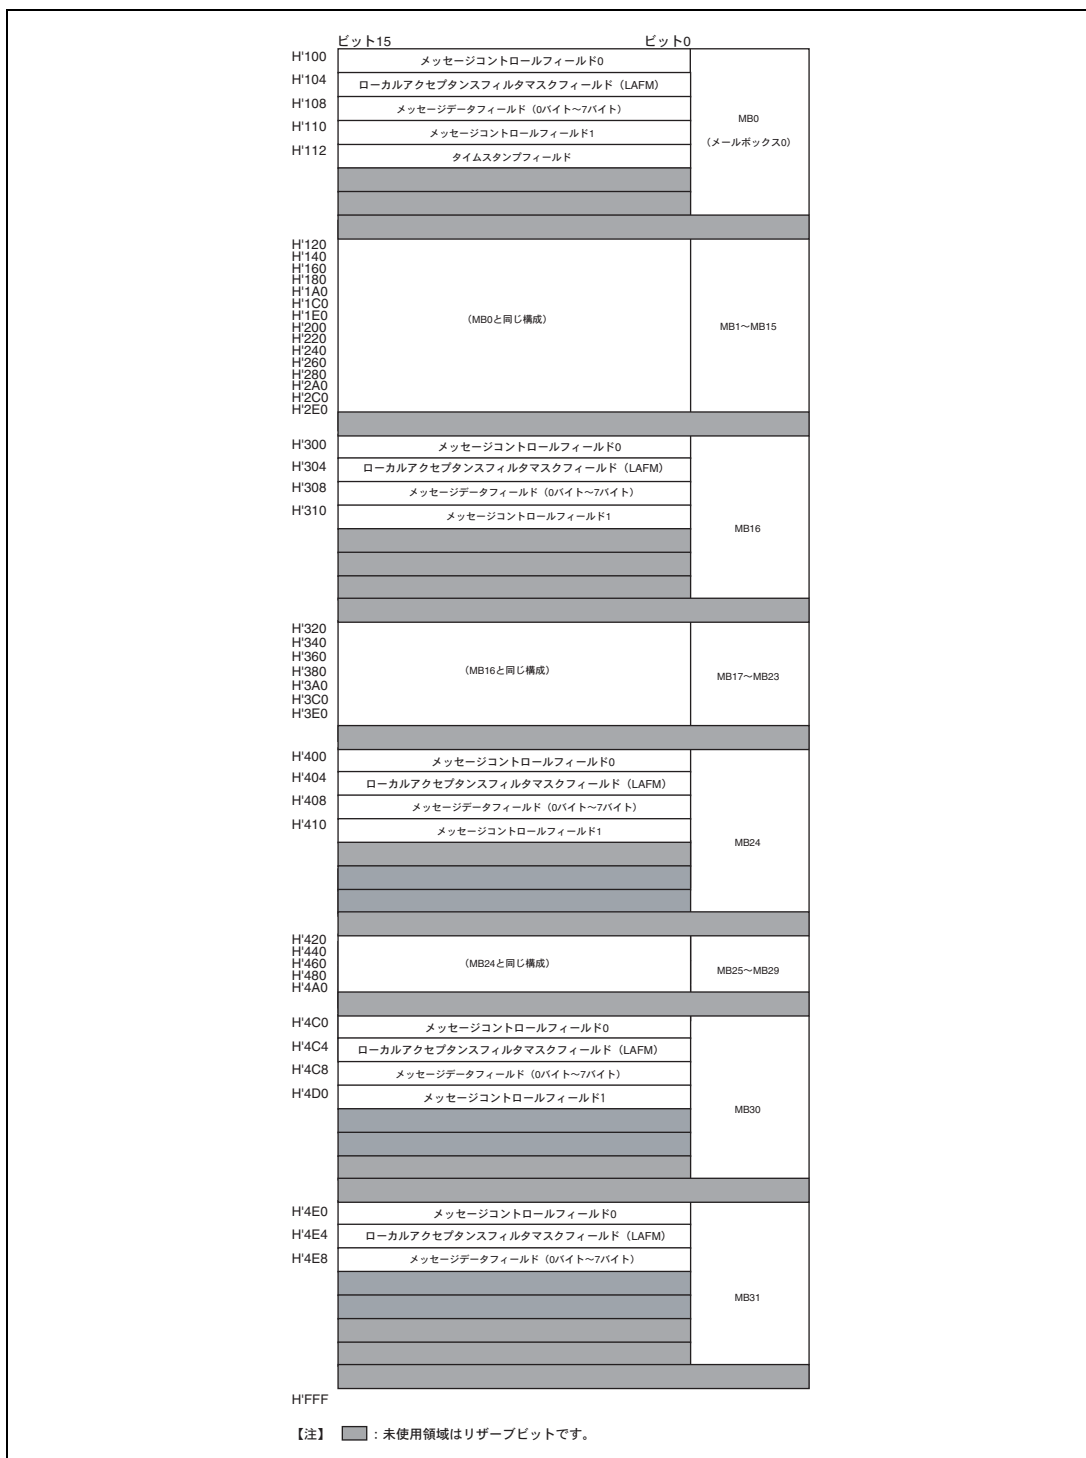 ビット15 ビット0
H'100 メッセージコントロールフィールド0
H'104 ローカルアクセプタンスフィルタマスクフィールド（LAFM）
H'108 メッセージデータフィールド（0バイト～7バイト）
MB0
H'110 メッセージコントロールフィールド1
（メールボックス0）
H'112 タイムスタンプフィールド
H'120
H'140
H'160
H'180
H'1A0
H'1C0
H'1E0
（MB0と同じ構成）
MB1～MB15
H'200
H'220
H'240
H'260
H'280
H'2A0
H'2C0
H'2E0
H'300 メッセージコントロールフィールド0
H'304 ローカルアクセプタンスフィルタマスクフィールド（LAFM）
H'308 メッセージデータフィールド（0バイト～7バイト）
H'310 メッセージコントロールフィールド1
MB16
H'320
H'340
H'360
（MB16と同じ構成）
MB17～MB23
H'380
H'3A0
H'3C0
H'3E0
H'400 メッセージコントロールフィールド0
H'404 ローカルアクセプタンスフィルタマスクフィールド（LAFM）
H'408 メッセージデータフィールド（0バイト～7バイト）
H'410 メッセージコントロールフィールド1
MB24
H'420
H'440
H'460
（MB24と同じ構成）
MB25～MB29
H'480
H'4A0
H'4C0 メッセージコントロールフィールド0
H'4C4 ローカルアクセプタンスフィルタマスクフィールド（LAFM）
H'4C8 メッセージデータフィールド（0バイト～7バイト）
H'4D0 メッセージコントロールフィールド1
MB30
H'4E0 メッセージコントロールフィールド0
H'4E4 ローカルアクセプタンスフィルタマスクフィールド（LAFM）
H'4E8 メッセージデータフィールド（0バイト～7バイト）
MB31
H'FFF
【注】 ：未使用領域はリザーブビットです。